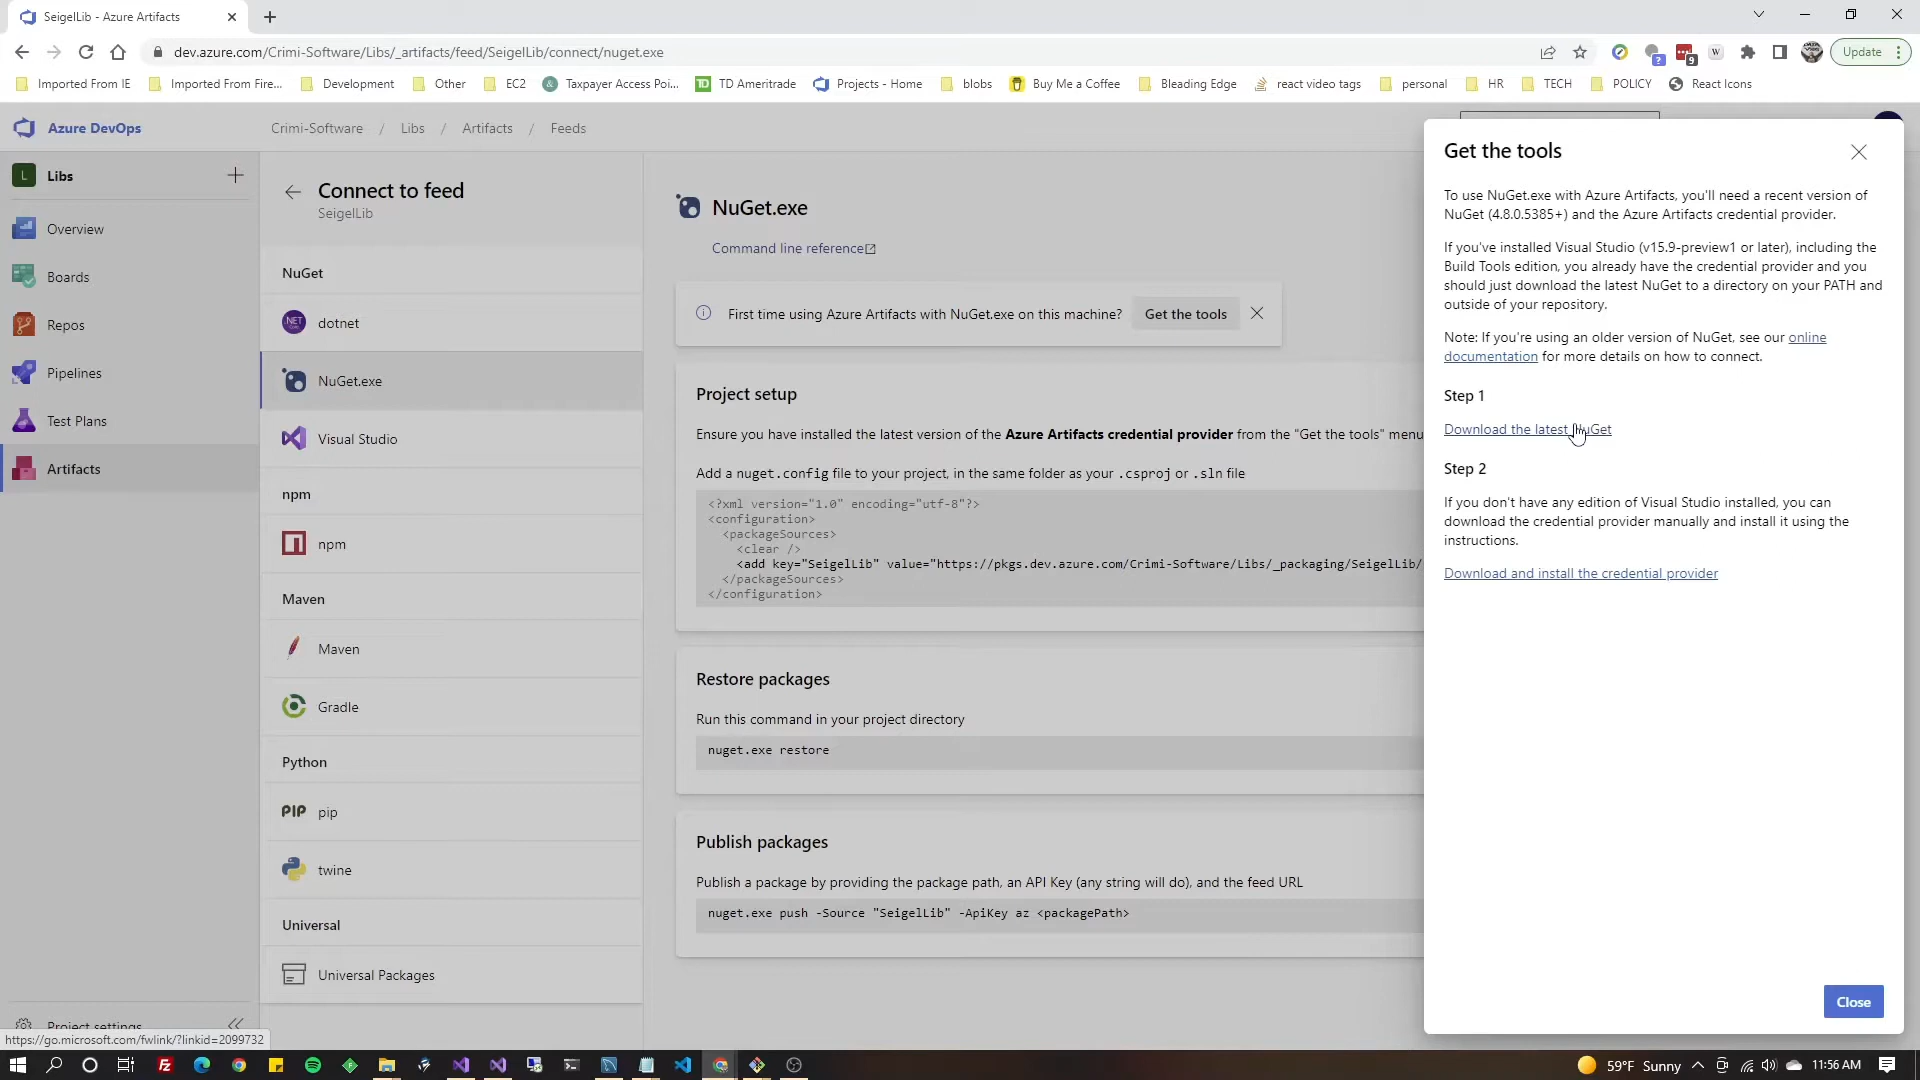 SeigelLib - Azure Artifacts
dev.azure.com/Crimi-Software/Libs/_artifacts/feed/SeigelLib/connect/nuget.exe
9
?
W
Update
Imported From IE
Imported From Fire...
Development
Other
EC2
Taxpayer Access Poi...
TD Ameritrade
Projects - Home
blobs
Buy Me a Coffee
Bleading Edge
react video tags
personal
HR
TECH
POLICY
React Icons
Azure DevOps
Crimi-Software / Libs / Artifacts / Feeds
L Libs
Overview
Boards
Repos
Pipelines
Test Plans
Artifacts
Project settings
https://go.microsoft.com/fwlink/?linkid=2099732
Connect to feed
SeigelLib
NuGet
dotnet
NuGet.exe
Visual Studio
npm
npm
Maven
Maven
Gradle
Python
PIP pip
twine
Universal
Universal Packages
NuGet.exe
Command line reference
First time using Azure Artifacts with NuGet.exe on this machine? Get the tools
Project setup
Ensure you have installed the latest version of the Azure Artifacts credential provider from the "Get the tools" menu
Add a nuget.config file to your project, in the same folder as your .csproj or .sln file
<?xml version="1.0" encoding="utf-8"?>
<configuration>
<packageSources>
<clear />
<add key="SeigelLib" value="https://pkgs.dev.azure.com/Crimi-Software/Libs/_packaging/SeigelLib/
</packageSources>
</configuration>
Restore packages
Run this command in your project directory
nuget.exe restore
Publish packages
Publish a package by providing the package path, an API Key (any string will do), and the feed URL
nuget.exe push -Source "SeigelLib" -ApiKey az <packagePath>
Get the tools
To use NuGet.exe with Azure Artifacts, you'll need a recent version of
NuGet (4.8.0.5385+) and the Azure Artifacts credential provider.
If you've installed Visual Studio (v15.9-preview1 or later), including the
Build Tools edition, you already have the credential provider and you
should just download the latest NuGet to a directory on your PATH and
outside of your repository.
Note: If you're using an older version of NuGet, see our online
documentation for more details on how to connect.
Step 1
Download the latest NuGet
Step 2
If you don't have any edition of Visual Studio installed, you can
download the credential provider manually and install it using the
instructions.
Download and install the credential provider
Close
59°F Sunny
11:56 AM